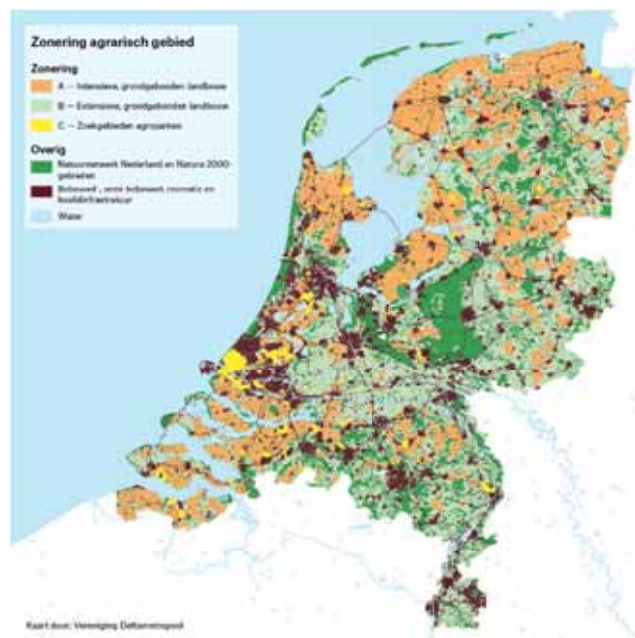 Zonering agrarisch gebied
Zonering
A – Intensieve, grondgebonden landbouw
B – Extensieve, grondgebonden landbouw
C – Zoekgebieden agroparken
Overig
Natuurnetwerk Nederland en Natura 2000-
gebieden
Bebouwd-, semi-bebouwd, recreatie en
hoofdinfrastructuur
Water
Kaart door: Vereniging Deltametropool